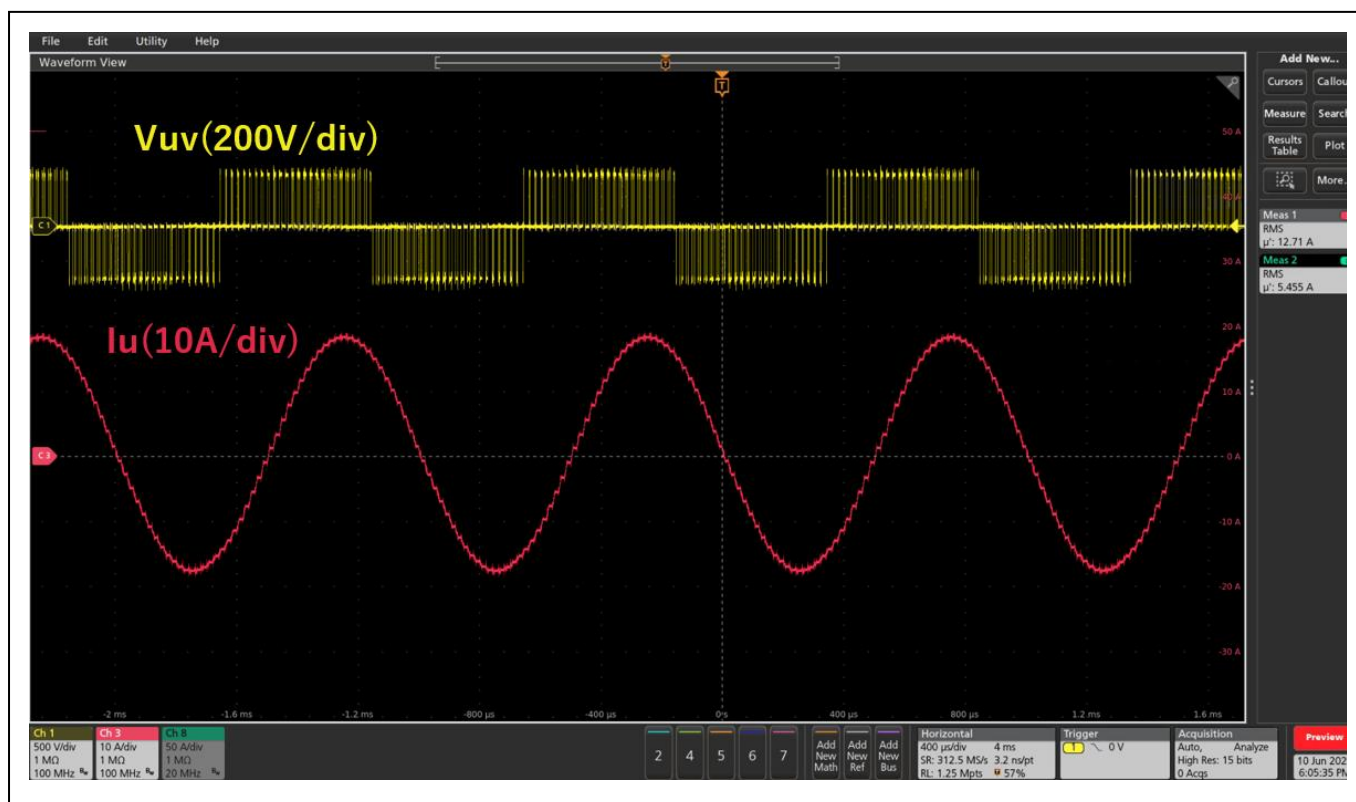 File Edit Utility Help
Waveform View
Add New...
Cursors
Measure
Results Table Plot
More...
T
T
50 A
Vuv(200V/div)
40 A
C 1
30 A
Meas 1
RMS
µ': 12.71 A
Meas 2
RMS
µ': 5.455 A
20 A
Iu(10A/div)
10 A
C 3
0 A
-10 A
-20 A
-30 A
-2 ms -1.6 ms -1.2 ms -800 µs -400 µs 0 s 400 µs 800 µs 1.2 ms 1.6 ms
Ch 1
500 V/div
1 MΩ
100 MHz
Ch 3
10 A/div
1 MΩ
100 MHz
Ch 8
50 A/div
1 MΩ
20 MHz
2 4 5 6 7
Add New Math
Add New Ref
Add New Bus
Horizontal
400 µs/div 4 ms
SR: 312.5 MS/s 3.2 ns/pt
RL: 1.25 Mpts 57%
Trigger
1 0 V
Acquisition
Auto, Analyze
High Res: 15 bits
0 Acqs
Preview
10 Jun 202
6:05:35 PM